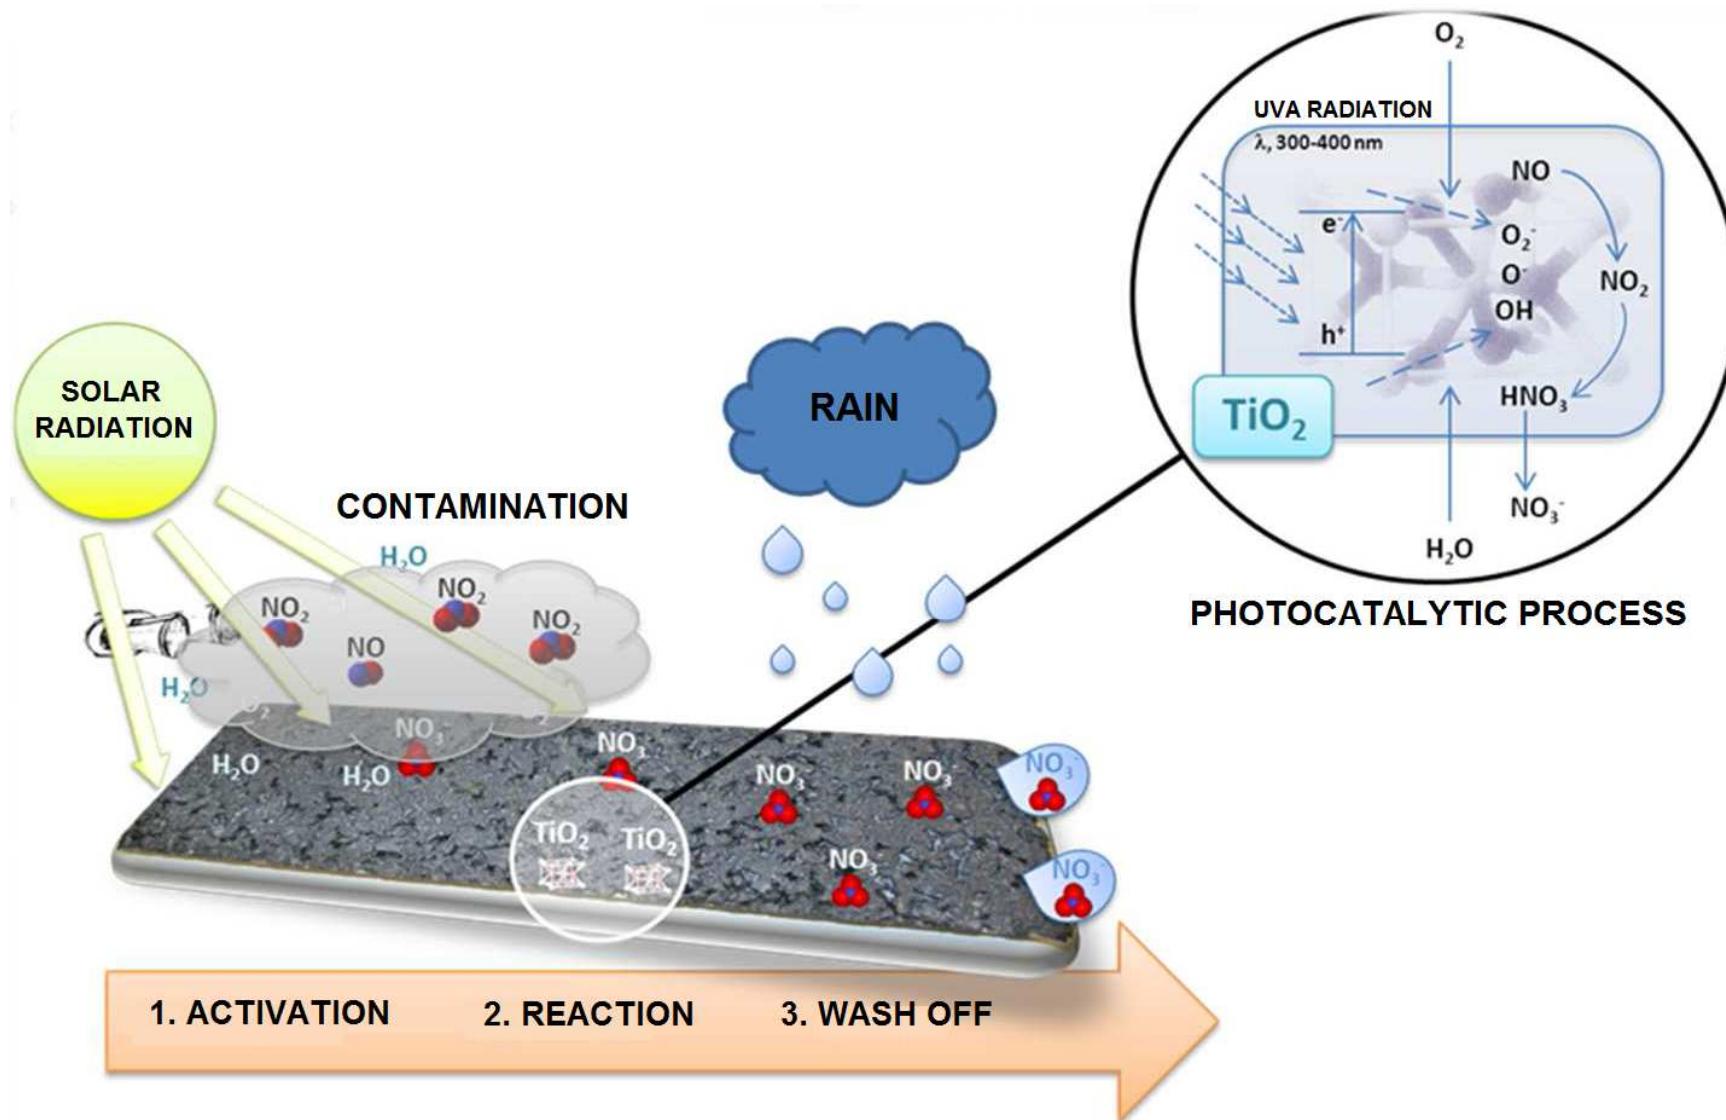 O₂
UVA RADIATION
λ, 300-400 nm
NO
e⁻
O₂⁻
O⁻
NO₂
OH
h⁺
HNO₃
TiO₂
NO₃⁻
H₂O
PHOTOCATALYTIC PROCESS
SOLAR
RADIATION
RAIN
CONTAMINATION
H₂O
NO₂
NO₂
NO₂
NO
H₂O
NO₃⁻
H₂O
H₂O
NO₃⁻
NO₃⁻
NO₃⁻
NO₃⁻
TiO₂
TiO₂
NO₃⁻
NO₃⁻
1. ACTIVATION
2. REACTION
3. WASH OFF